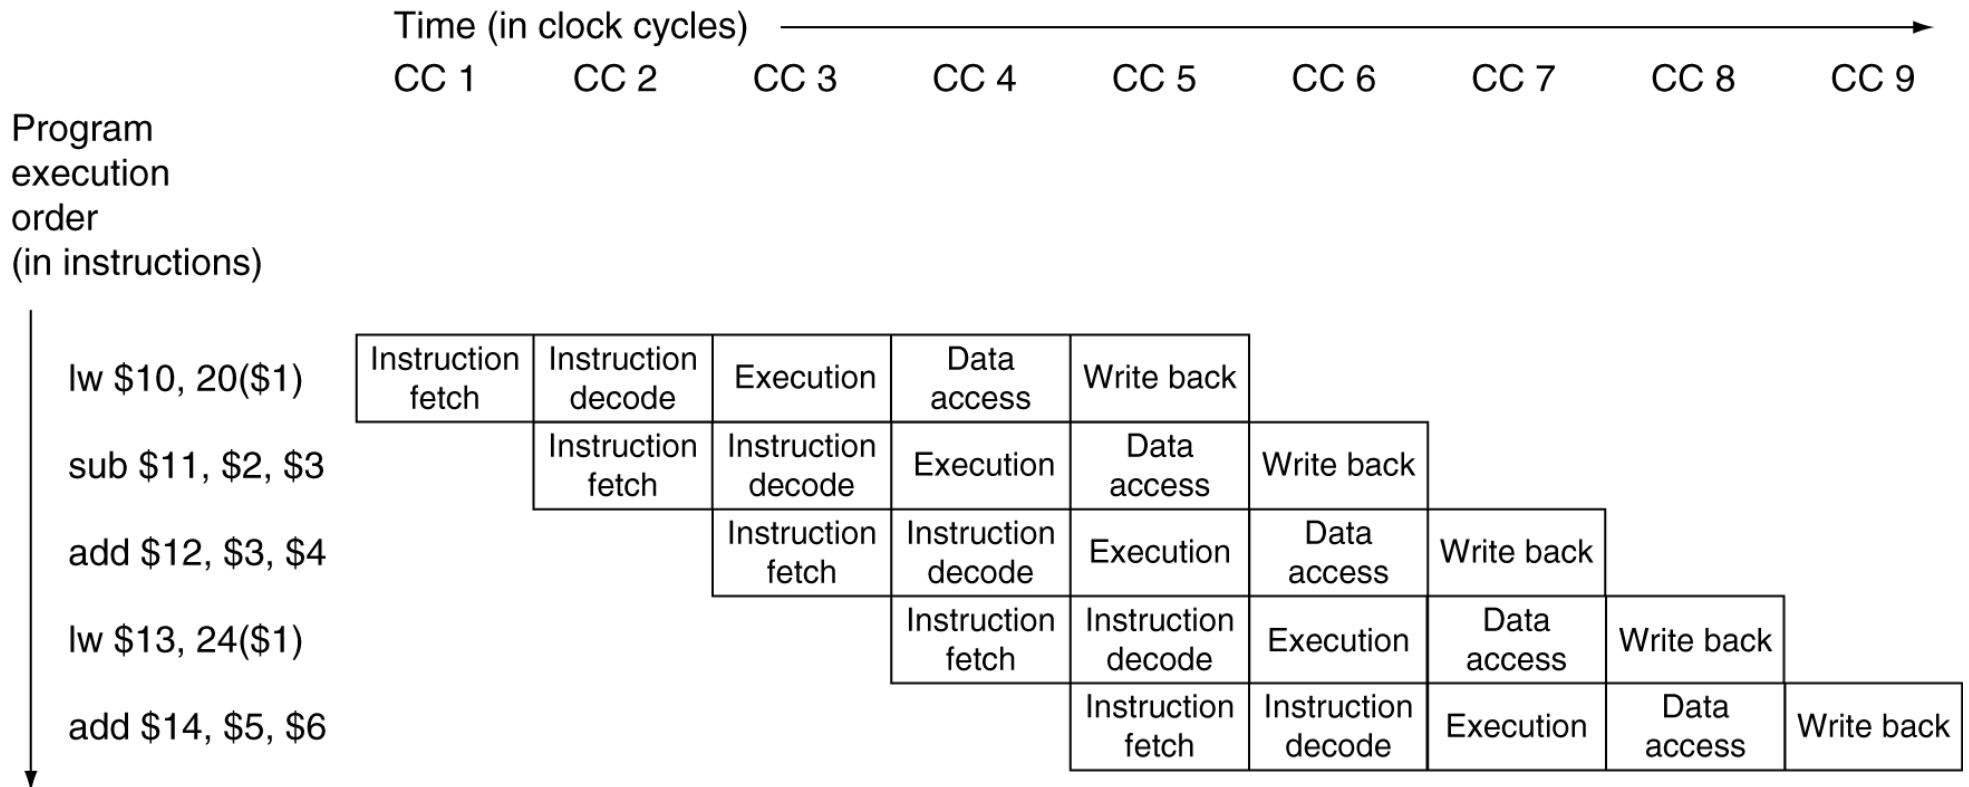 Time (in clock cycles)
CC 1 CC 2 CC 3 CC 4 CC 5 CC 6 CC 7 CC 8 CC 9
Program
execution
order
(in instructions)
lw $10, 20($1)
Instruction
fetch
Instruction
decode
Execution
Data
access
Write back
sub $11, $2, $3
Instruction
fetch
Instruction
decode
Execution
Data
access
Write back
add $12, $3, $4
Instruction
fetch
Instruction
decode
Execution
Data
access
Write back
lw $13, 24($1)
Instruction
fetch
Instruction
decode
Execution
Data
access
Write back
add $14, $5, $6
Instruction
fetch
Instruction
decode
Execution
Data
access
Write back